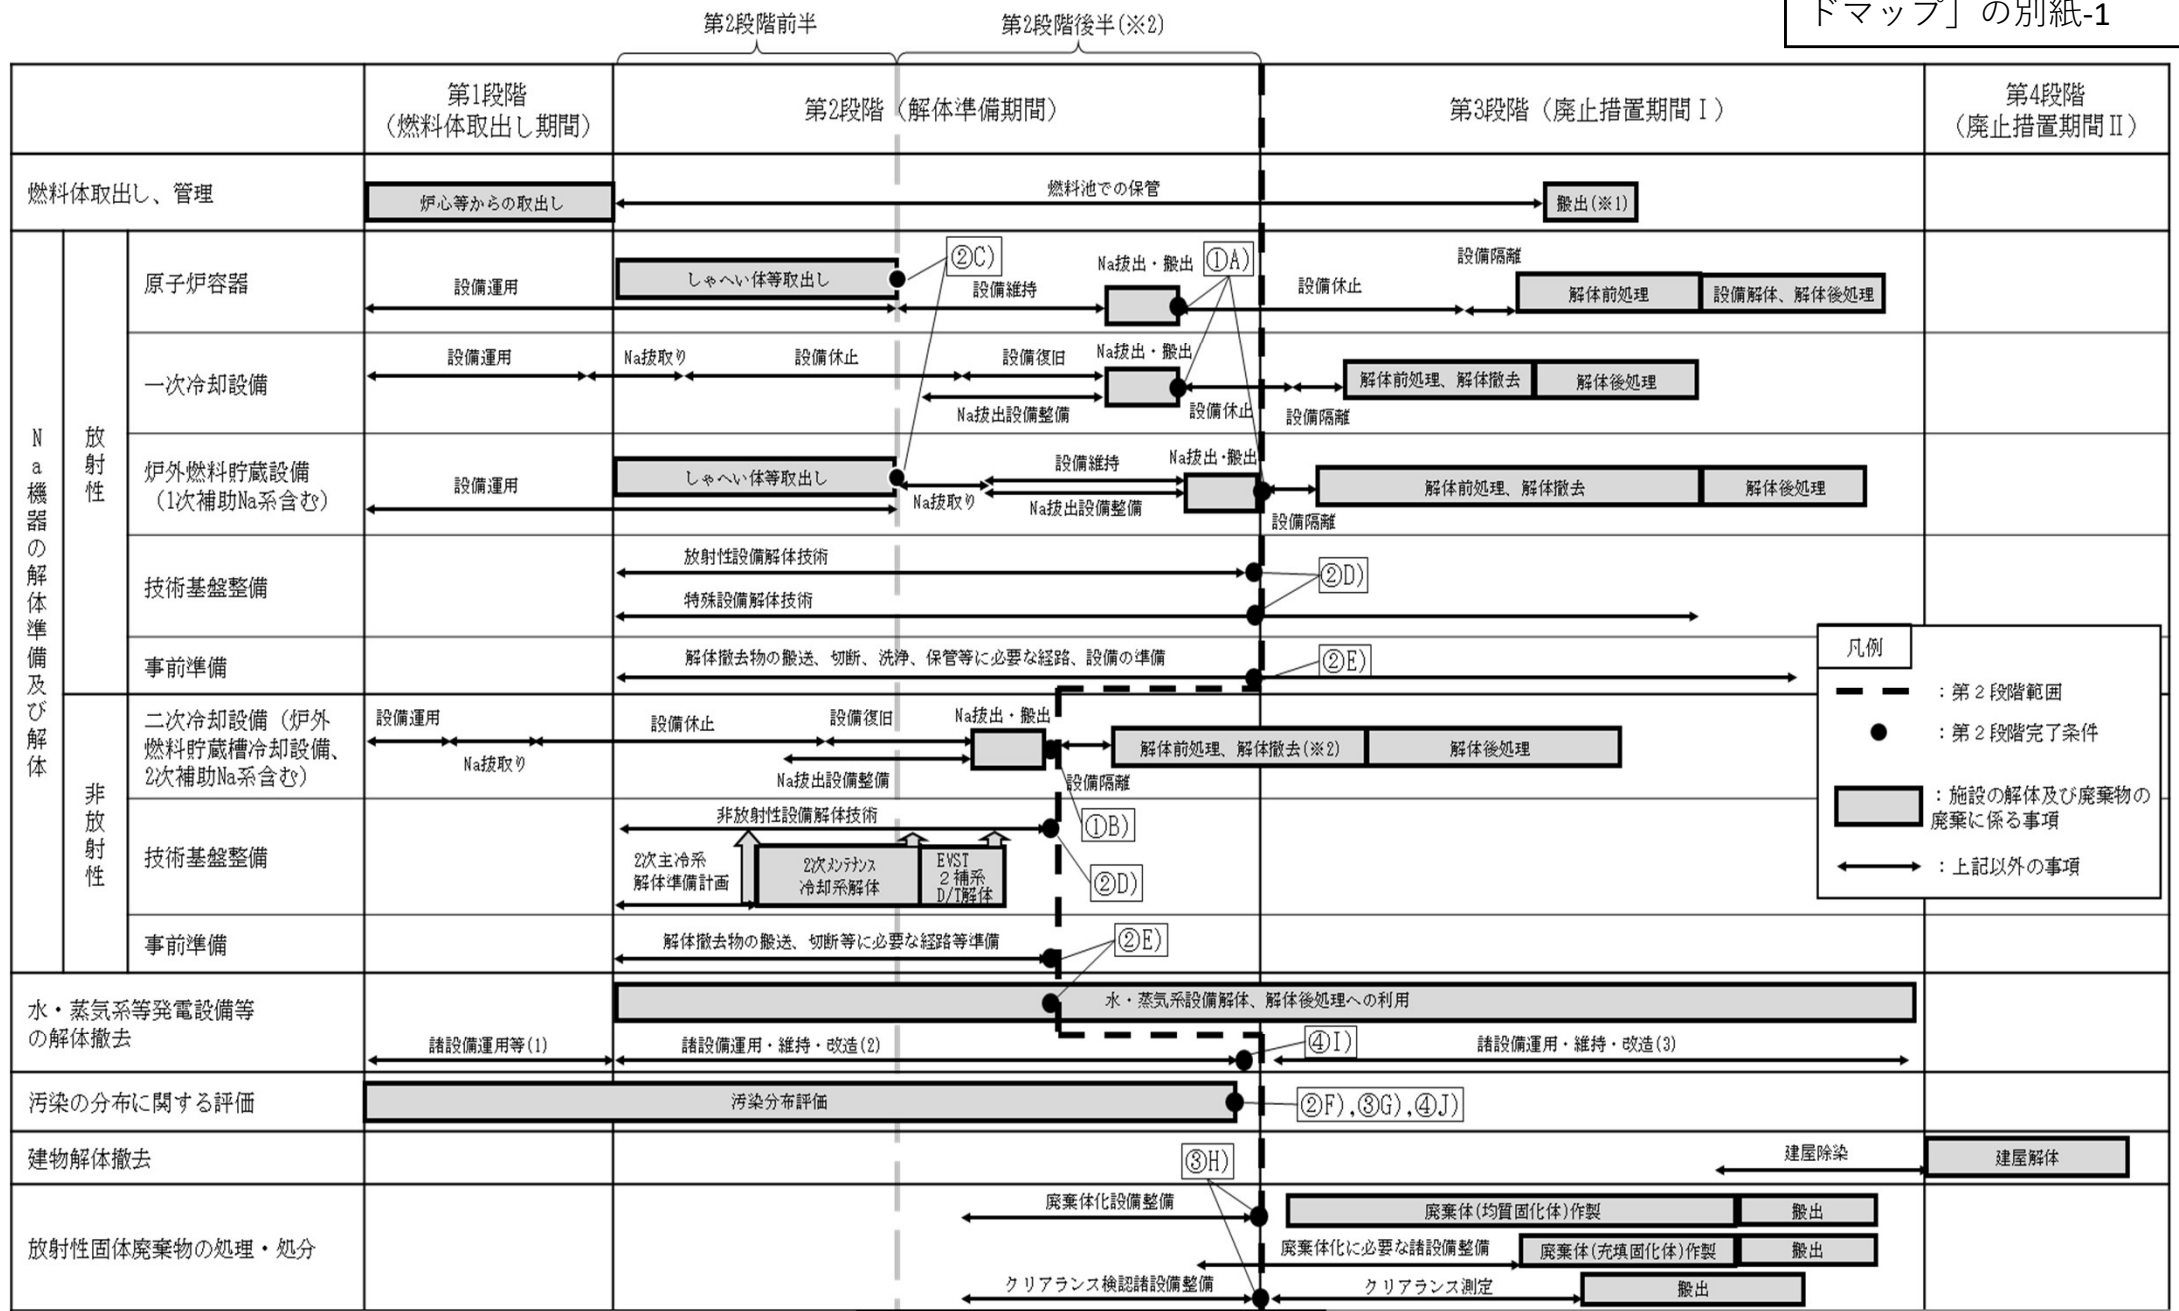 ドマップ」の別紙-1
第2段階前半
第2段階後半(※2)
第1段階
（燃料体取出し期間）
第2段階（解体準備期間）
第3段階（廃止措置期間Ⅰ）
第4段階
（廃止措置期間Ⅱ）
燃料体取出し、管理
炉心等からの取出し
燃料池での保管
搬出(※1)
Na機器の解体準備及び解体
放射性
原子炉容器
設備運用
しゃへい体等取出し
②C)
設備維持
Na抜出・搬出
①A)
設備休止
設備隔離
解体前処理
設備解体、解体後処理
一次冷却設備
設備運用
Na抜取り
設備休止
設備復旧
Na抜出設備整備
Na抜出・搬出
設備休止
設備隔離
解体前処理、解体撤去
解体後処理
炉外燃料貯蔵設備
（1次補助Na系含む）
設備運用
しゃへい体等取出し
Na抜取り
設備維持
Na抜出設備整備
Na抜出・搬出
設備隔離
解体前処理、解体撤去
解体後処理
技術基盤整備
放射性設備解体技術
特殊設備解体技術
②D)
事前準備
解体撤去物の搬送、切断、洗浄、保管等に必要な経路、設備の準備
②E)
凡例
：第２段階範囲
：第２段階完了条件
：施設の解体及び廃棄物の
廃棄に係る事項
：上記以外の事項
非放射性
二次冷却設備（炉外
燃料貯蔵槽冷却設備、
2次補助Na系含む）
設備運用
Na抜取り
設備休止
設備復旧
Na抜出設備整備
Na抜出・搬出
設備隔離
解体前処理、解体撤去(※2)
解体後処理
①B)
技術基盤整備
非放射性設備解体技術
2次主冷系
解体準備計画
2次ﾒﾝﾃﾅﾝｽ
冷却系解体
EVST
２補系
D/T解体
②D)
事前準備
解体撤去物の搬送、切断等に必要な経路等準備
②E)
水・蒸気系等発電設備等
の解体撤去
水・蒸気系設備解体、解体後処理への利用
諸設備運用等(1)
諸設備運用・維持・改造(2)
④I)
諸設備運用・維持・改造(3)
汚染の分布に関する評価
汚染分布評価
②F),③G),④J)
建物解体撤去
③H)
建屋除染
建屋解体
放射性固体廃棄物の処理・処分
廃棄体化設備整備
廃棄体(均質固化体)作製
搬出
廃棄体化に必要な諸設備整備
廃棄体(充填固化体)作製
搬出
クリアランス検認諸設備整備
クリアランス測定
搬出